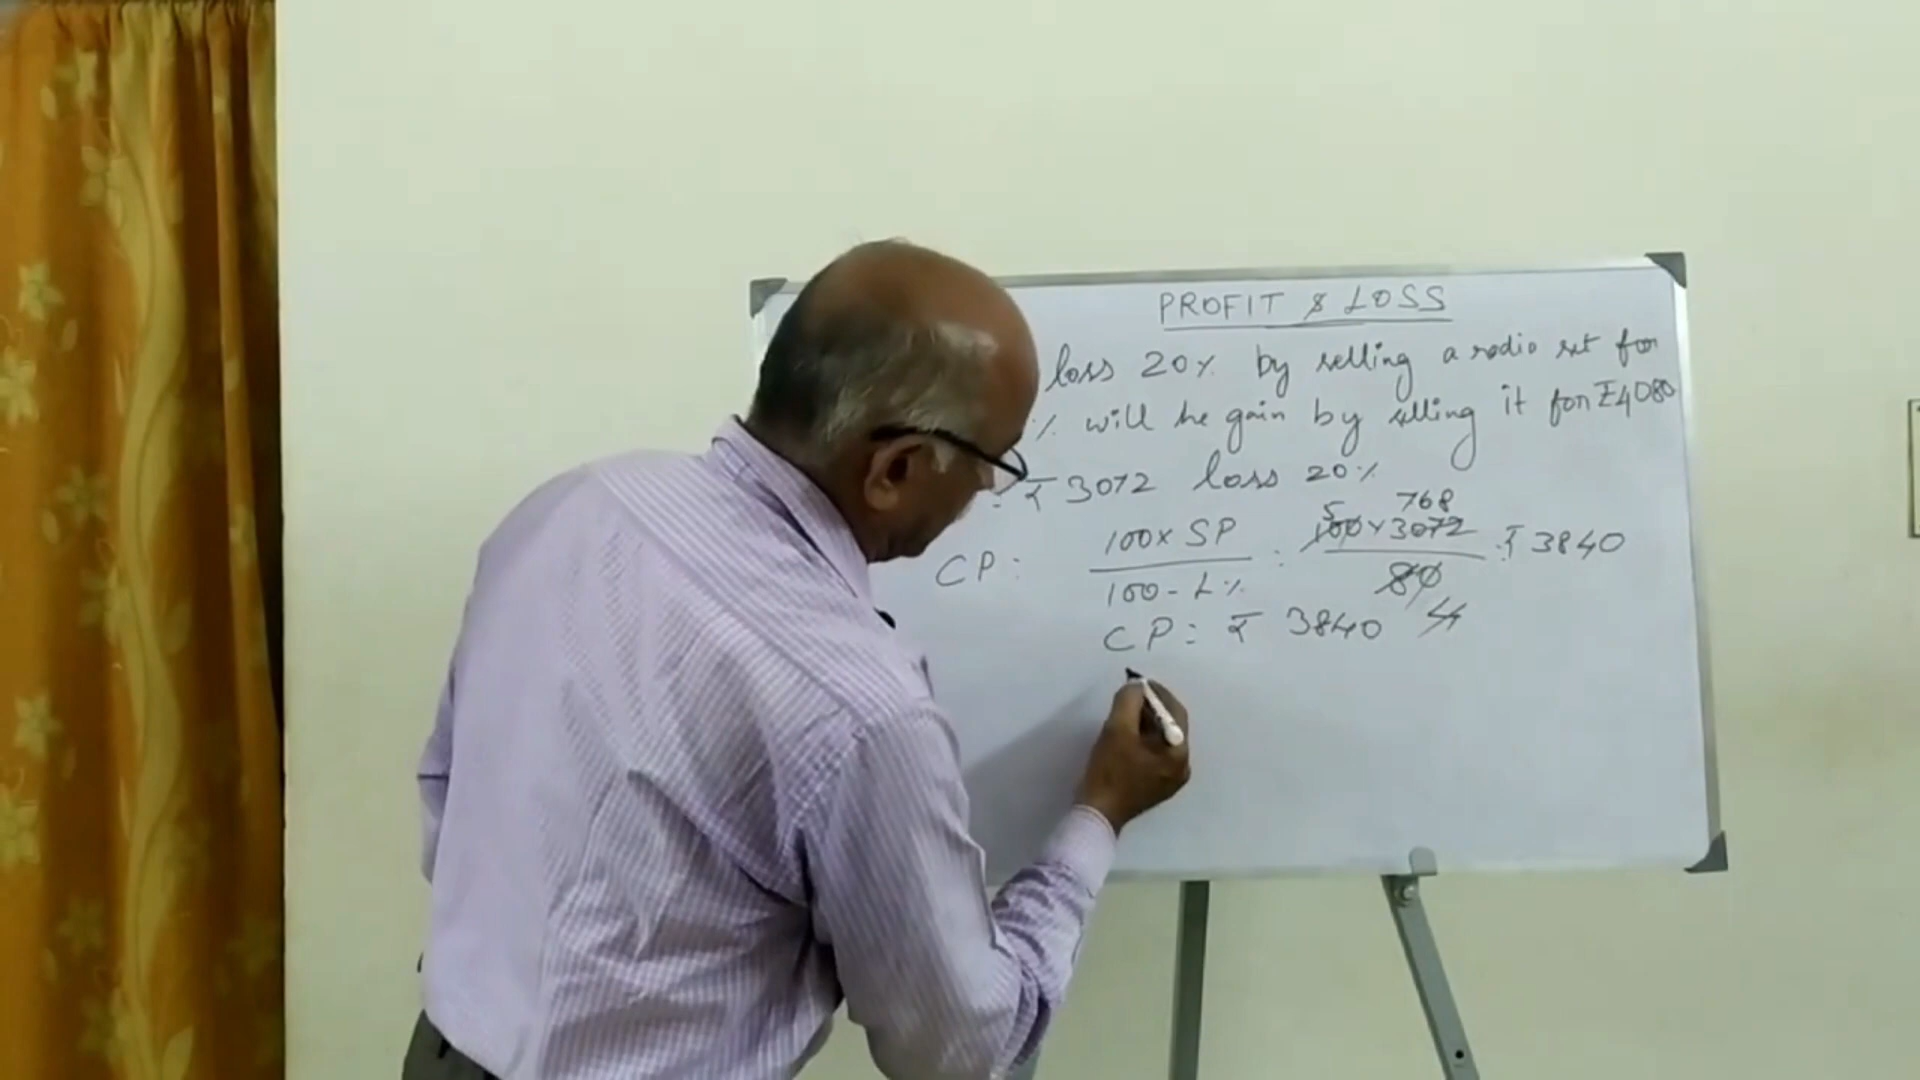 PROFIT & LOSS
loss 20% by selling a radio set for
% will he gain by selling it for ₹4080
= ₹ 3072 loss 20%
5 768
CP = 100 x SP = 100 x 3072 = ₹ 3840
100 - L% 80
CP = ₹ 3840 4